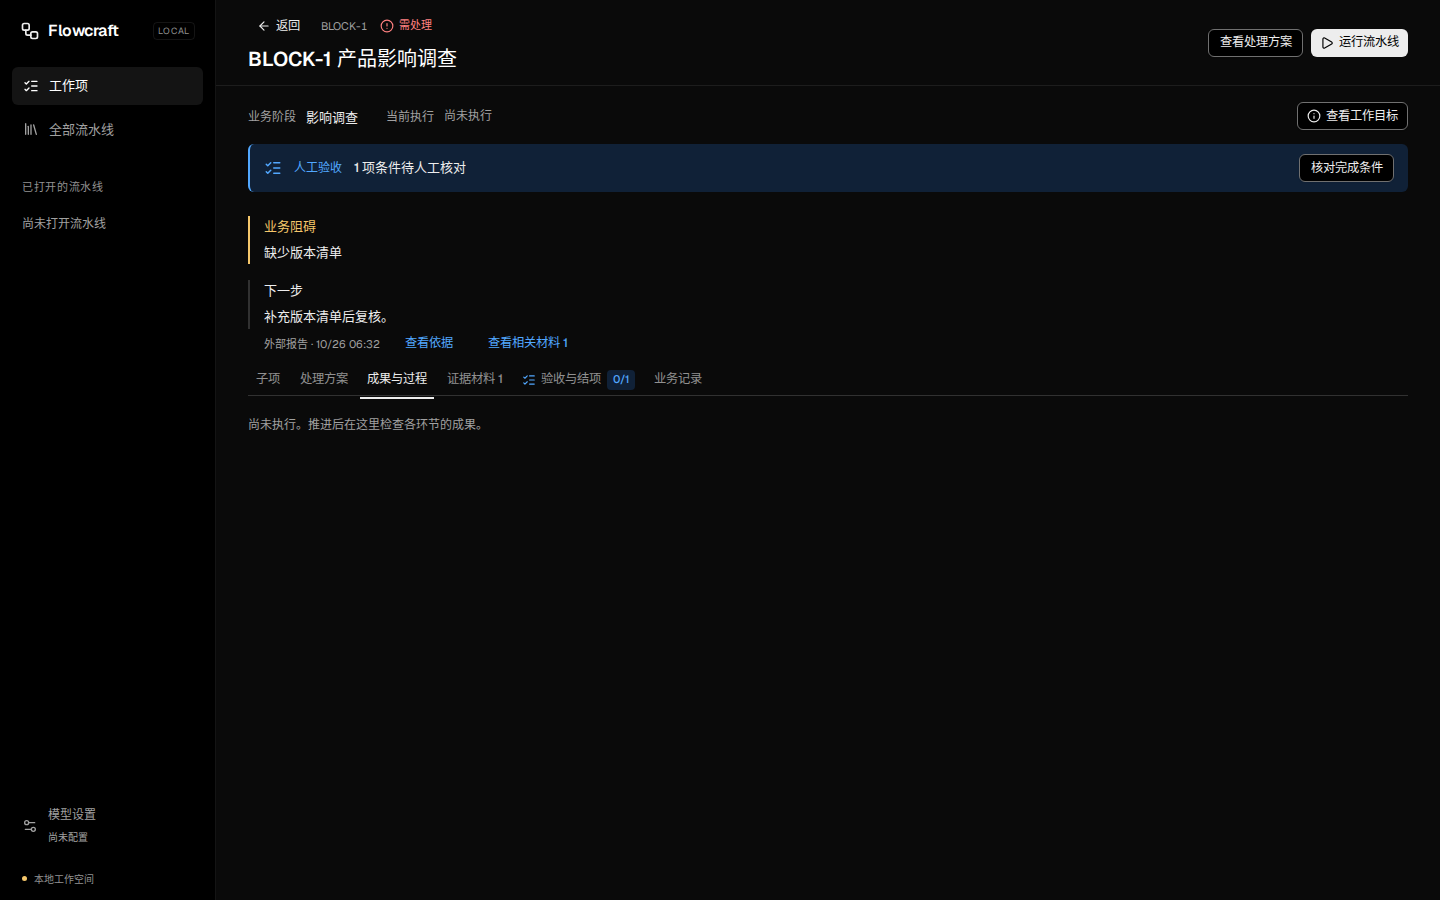 Flowcraft LOCAL
工作项
全部流水线
已打开的流水线
尚未打开流水线
模型设置
尚未配置
本地工作空间
返回 BLOCK-1 需处理
BLOCK-1 产品影响调查
查看处理方案 运行流水线
业务阶段 影响调查 当前执行 尚未执行
查看工作目标
人工验收 1 项条件待人工核对
核对完成条件
业务阻碍
缺少版本清单
下一步
补充版本清单后复核。
外部报告 · 10/26 06:32 查看依据 查看相关材料 1
子项 处理方案 成果与过程 证据材料 1 验收与结项 0/1 业务记录
尚未执行。推进后在这里检查各环节的成果。